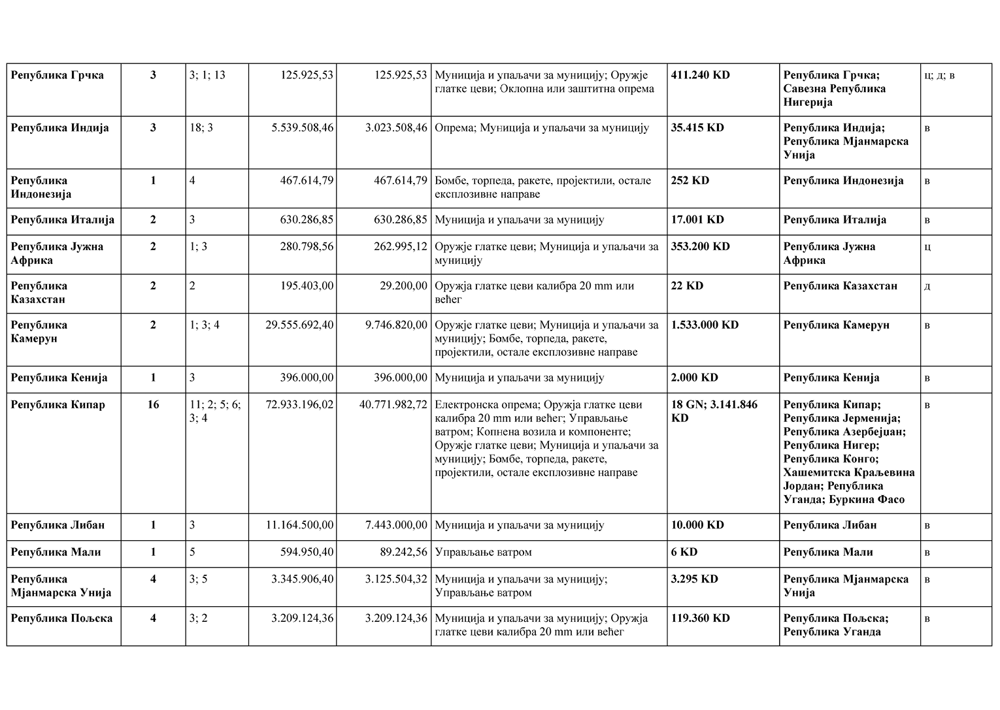 Република Грчка 3 3; 1; 13 125.925,53 125.925,53 Муниција и упаљачи за муницију; Оружје 411.240 KD Република Грчка; ц; д; в
глатке цеви; Оклопна или заштитна опрема Савезна Република
Нигерија
Република Индија 3 18; 3 5.539.508,46 3.023.508,46 Опрема; Муниција и упаљачи за муницију 35.415 KD Република Индија; в
Република Мјанмарска
Унија
Република 1 4 467.614,79 467.614,79 Бомбе, торпеда, ракете, пројектили, остале 252 KD Република Индонезија в
Индонезија експлозивне направе
Република Италија 2 3 630.286,85 630.286,85 Муниција и упаљачи за муницију 17.001 KD Република Италија в
Република Јужна 2 1; 3 280.798,56 262.995,12 Оружје глатке цеви; Муниција и упаљачи за 353.200 KD Република Јужна ц
Африка муницију Африка
Република 2 2 195.403,00 29.200,00 Оружја глатке цеви калибра 20 mm или 22 KD Република Казахстан д
Казахстан већег
Република 2 1; 3; 4 29.555.692,40 9.746.820,00 Оружје глатке цеви; Муниција и упаљачи за 1.533.000 KD Република Камерун в
Камерун муницију; Бомбе, торпеда, ракете,
пројектили, остале експлозивне направе
Република Кенија 1 3 396.000,00 396.000,00 Муниција и упаљачи за муницију 2.000 KD Република Кенија в
Република Кипар 16 11; 2; 5; 6; 72.933.196,02 40.771.982,72 Електронска опрема; Оружја глатке цеви 18 GN; 3.141.846 Република Кипар; в
3; 4 калибра 20 mm или већег; Управљање KD Република Јерменија;
ватром; Копнена возила и компоненте; Република Азербејџан;
Оружје глатке цеви; Муниција и упаљачи за Република Нигер;
муницију; Бомбе, торпеда, ракете, Република Конго;
пројектили, остале експлозивне направе Хашемитска Краљевина
Јордан; Република
Уганда; Буркина Фасо
Република Либан 1 3 11.164.500,00 7.443.000,00 Муниција и упаљачи за муницију 10.000 KD Република Либан в
Република Мали 1 5 594.950,40 89.242,56 Управљање ватром 6 KD Република Мали в
Република 4 3; 5 3.345.906,40 3.125.504,32 Муниција и упаљачи за муницију; 3.295 KD Република Мјанмарска в
Мјанмарска Унија Управљање ватром Унија
Република Пољска 4 3; 2 3.209.124,36 3.209.124,36 Муниција и упаљачи за муницију; Оружја 119.360 KD Република Пољска; в
глатке цеви калибра 20 mm или већег Република Уганда